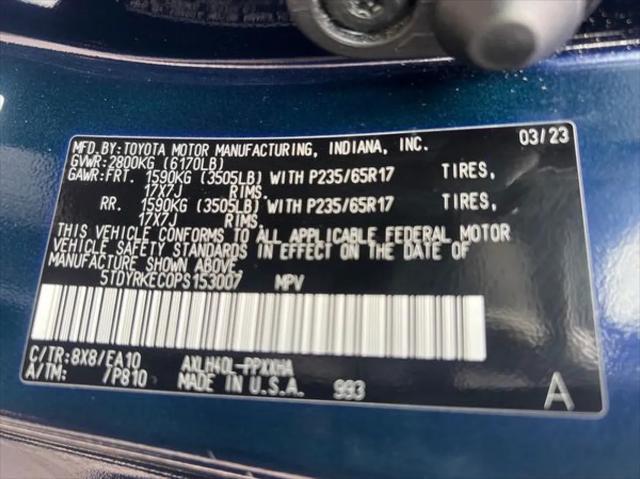 MFD.BY:TOYOTA MOTOR MANUFACTURING, INDIANA, INC. 03/23
GVWR:2800KG (6170LB)
GAWR:FRT. 1590KG (3505LB) WITH P235/65R17 TIRES,
17X7J RIMS,
RR. 1590KG (3505LB) WITH P235/65R17 TIRES,
17X7J RIMS.
THIS VEHICLE CONFORMS TO ALL APPLICABLE FEDERAL MOTOR
VEHICLE SAFETY STANDARDS IN EFFECT ON THE DATE OF
MANUFACTURE SHOWN ABOVE.
5TDYRKEC0PS153007 MPV
C/TR:8X8/EA10 AXLH40L-PPXXHA
A/TM: /P810 MADE IN U.S.A. 993
A